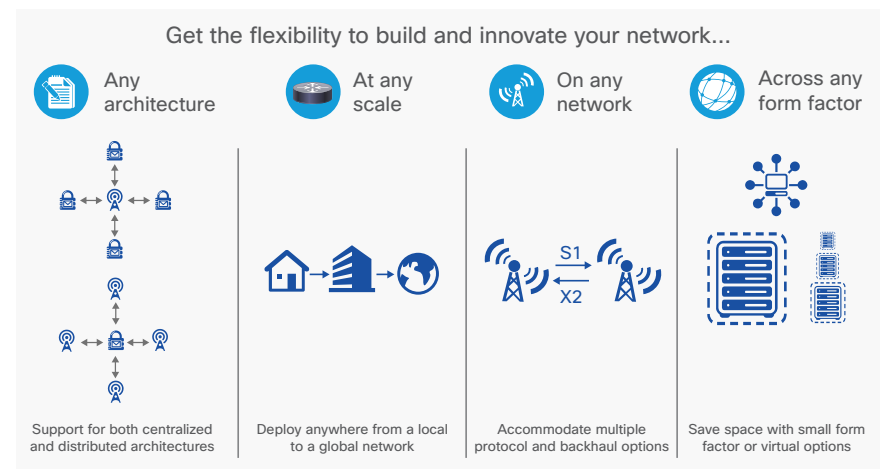 Get the flexibility to build and innovate your network...
Any
architecture
At any
scale
On any
network
Across any
form factor
S1
X2
Support for both centralized
and distributed architectures
Deploy anywhere from a local
to a global network
Accommodate multiple
protocol and backhaul options
Save space with small form
factor or virtual options